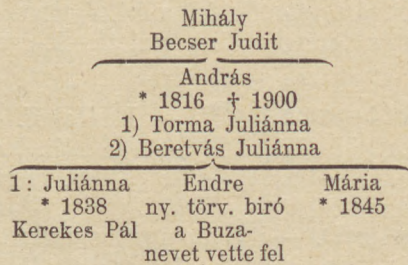 Mihály
Becser Judit
András
* 1816 † 1900
1) Torma Juliánna
2) Beretvás Juliánna
1 : Juliánna Endre Mária
* 1838 ny. törv. biró * 1845
Kerekes Pál a Buza-
nevet vette fel